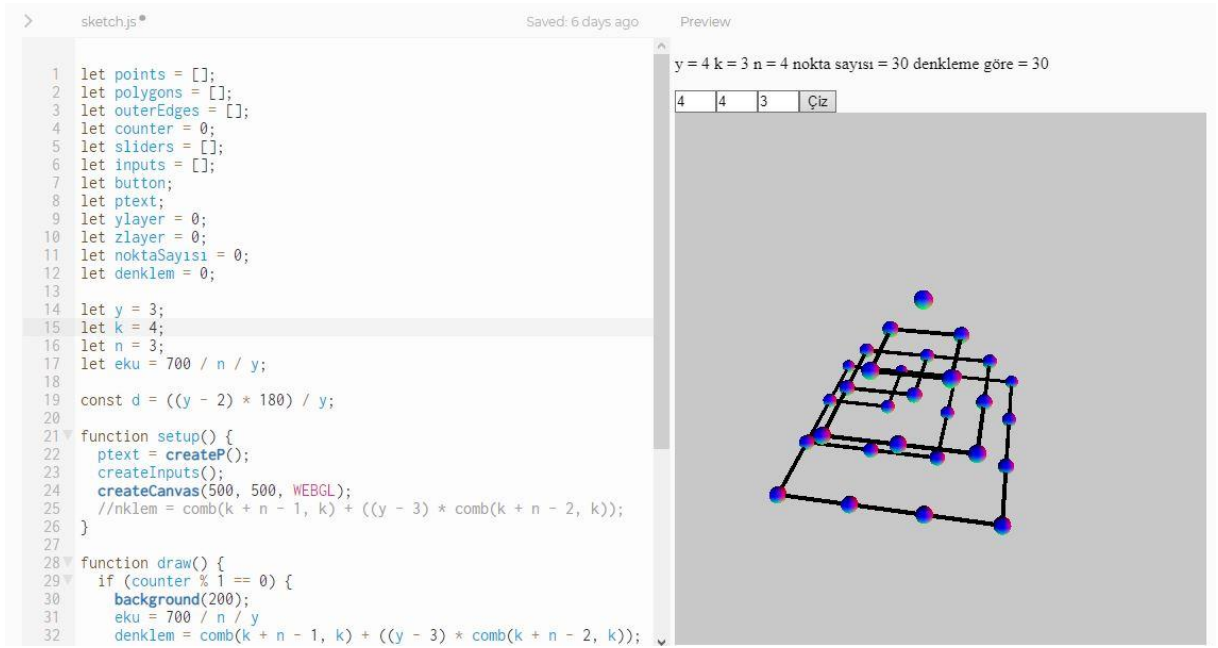 > sketch.js• Saved: 6 days ago Preview
y = 4 k = 3 n = 4 nokta sayısı = 30 denkleme göre = 30
4 4 3 Çiz
1 let points = [];
2 let polygons = [];
3 let outerEdges = [];
4 let counter = 0;
5 let sliders = [];
6 let inputs = [];
7 let button;
8 let ptext;
9 let ylayer = 0;
10 let zlayer = 0;
11 let noktaSayısı = 0;
12 let denklem = 0;
13
14 let y = 3;
15 let k = 4;
16 let n = 3;
17 let eku = 700 / n / y;
18
19 const d = ((y - 2) * 180) / y;
20
21 function setup() {
22 ptext = createP();
23 createInputs();
24 createCanvas(500, 500, WEBGL);
25 //nklem = comb(k + n - 1, k) + ((y - 3) * comb(k + n - 2, k));
26 }
27
28 function draw() {
29 if (counter % 1 == 0) {
30 background(200);
31 eku = 700 / n / y
32 denklem = comb(k + n - 1, k) + ((y - 3) * comb(k + n - 2, k));